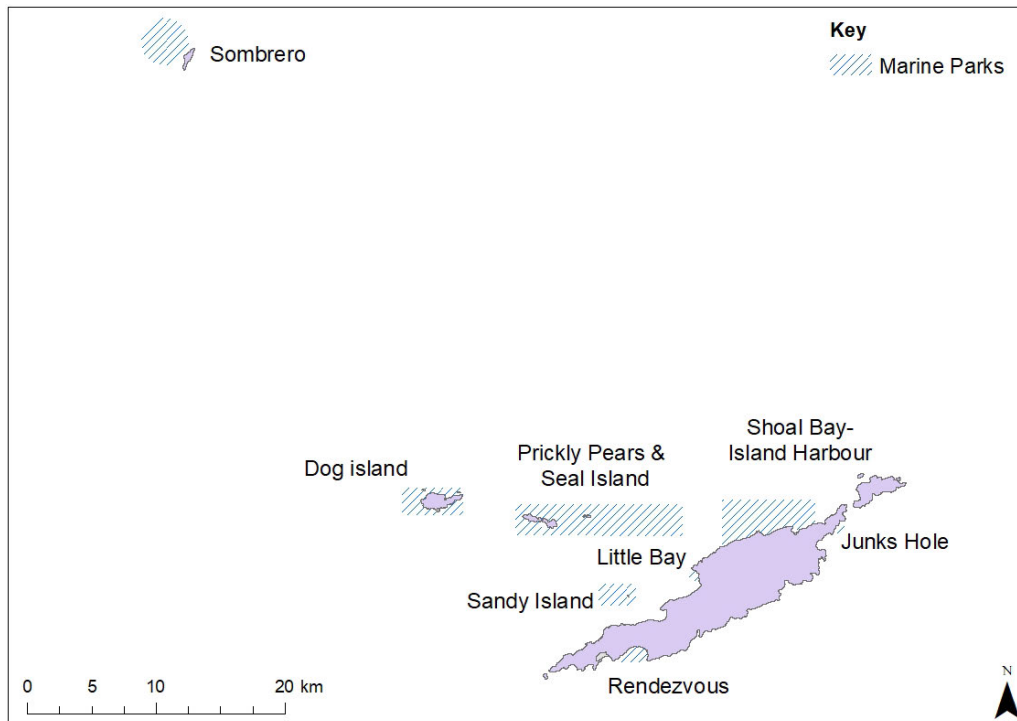 Key
Marine Parks
Sombrero
Shoal Bay-
Island Harbour
Prickly Pears &
Seal Island
Dog island
Junks Hole
Little Bay
Sandy Island
Rendezvous
0 5 10 20 km
N